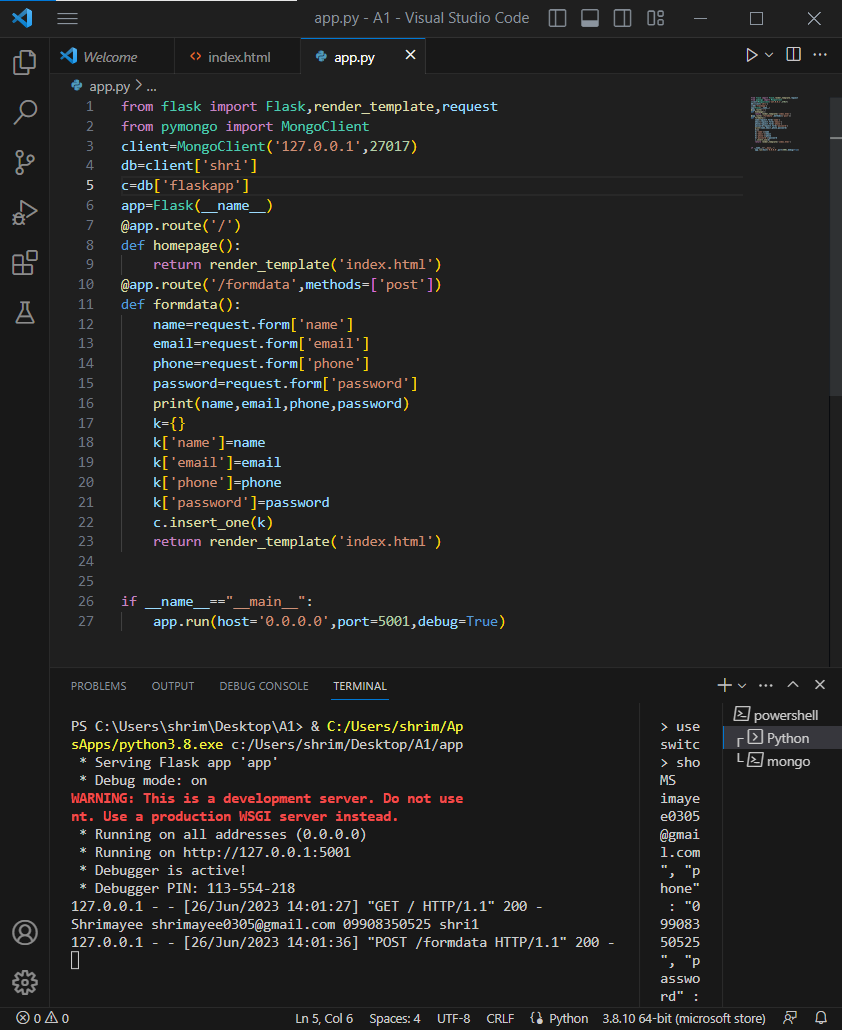 app.py - A1 - Visual Studio Code
Welcome
index.html
app.py
app.py > ...
1 from flask import Flask,render_template,request
2 from pymongo import MongoClient
3 client=MongoClient('127.0.0.1',27017)
4 db=client['shri']
5 c=db['flaskapp']
6 app=Flask(__name__)
7 @app.route('/')
8 def homepage():
9     return render_template('index.html')
10 @app.route('/formdata',methods=['post'])
11 def formdata():
12     name=request.form['name']
13     email=request.form['email']
14     phone=request.form['phone']
15     password=request.form['password']
16     print(name,email,phone,password)
17     k={}
18     k['name']=name
19     k['email']=email
20     k['phone']=phone
21     k['password']=password
22     c.insert_one(k)
23     return render_template('index.html')
24
25
26 if __name__=="__main__":
27     app.run(host='0.0.0.0',port=5001,debug=True)
PROBLEMS OUTPUT DEBUG CONSOLE TERMINAL
PS C:\Users\shrim\Desktop\A1> & C:/Users/shrim/Ap
sApps/python3.8.exe c:/Users/shrim/Desktop/A1/app
 * Serving Flask app 'app'
 * Debug mode: on
WARNING: This is a development server. Do not use
nt. Use a production WSGI server instead.
 * Running on all addresses (0.0.0.0)
 * Running on http://127.0.0.1:5001
 * Debugger is active!
 * Debugger PIN: 113-554-218
127.0.0.1 - - [26/Jun/2023 14:01:27] "GET / HTTP/1.1" 200 -
Shrimayee shrimayee0305@gmail.com 09908350525 shri1
127.0.0.1 - - [26/Jun/2023 14:01:36] "POST /formdata HTTP/1.1" 200 -
> use
switc
> sho
MS
imaye
e0305
@gmai
l.com
", "p
hone"
 : "0
99083
50525
", "p
asswo
rd" :
powershell
Python
mongo
0 0 Ln 5, Col 6 Spaces: 4 UTF-8 CRLF Python 3.8.10 64-bit (microsoft store)